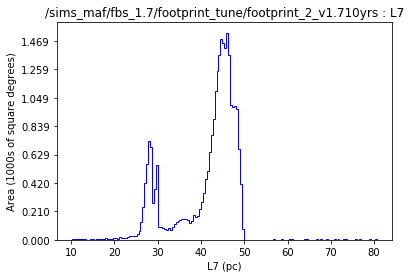 /sims_maf/fbs_1.7/footprint_tune/footprint_2_v1.710yrs : L7
Area (1000s of square degrees)
1.469
1.259
1.049
0.839
0.629
0.420
0.210
0.000
10 20 30 40 50 60 70 80
L7 (pc)